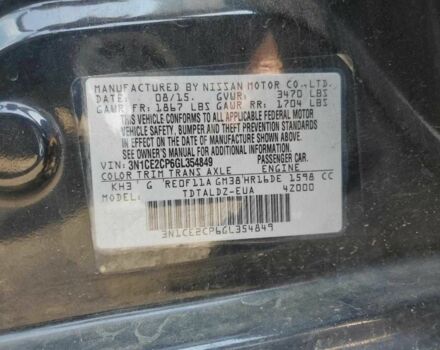 MANUFACTURED BY NISSAN MOTOR CO.,LTD.
DATE: 08/15. GVWR: 3470 LBS
GAWR FR: 1867 LBS GAWR RR: 1704 LBS
THIS VEHICLE CONFORMS TO ALL APPLICABLE FEDERAL MOTOR
VEHICLE SAFETY, BUMPER AND THEFT PREVENTION
STANDARDS IN EFFECT ON THE DATE OF MANUFACTURE SHOWN ABOVE.
SEE OWNER'S MANUAL FOR ADDITIONAL INFORMATION.
VIN: 3N1CE2CP6GL354849 PASSENGER CAR.
COLOR TRIM TRANS AXLE ENGINE
KH3 G RE0F11A GM38 HR16DE 1598 CC
MODEL: TDTALDZ-EUA 4Z000
3N1CE2CP6GL354849